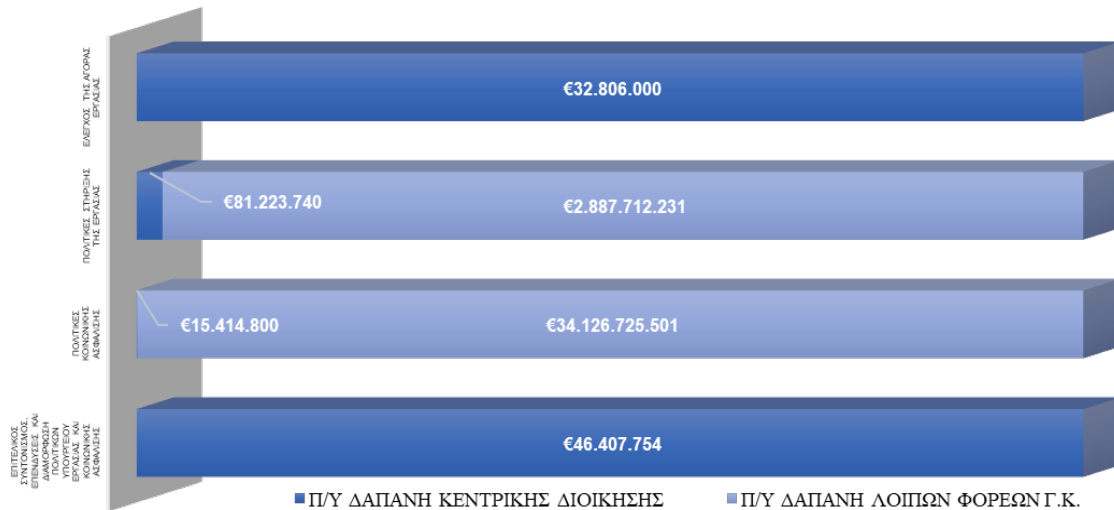 ΕΛΕΓΧΟΣ ΤΗΣ ΑΓΟΡΑΣ
ΕΡΓΑΣΙΑΣ
€32.806.000
ΠΟΛΙΤΙΚΕΣ ΣΤΗΡΙΞΗΣ
ΤΗΣ ΕΡΓΑΣΙΑΣ
€81.223.740
€2.887.712.231
ΠΟΛΙΤΙΚΕΣ
ΚΟΙΝΩΝΙΚΗΣ
ΑΣΦΑΛΙΣΗΣ
€15.414.800
€34.126.725.501
ΕΠΙΤΕΛΙΚΟΣ
ΣΥΝΤΟΝΙΣΜΟΣ,
ΕΠΕΝΔΥΣΕΙΣ ΚΑΙ
ΔΙΑΜΟΡΦΩΣΗ
ΠΟΛΙΤΙΚΩΝ
ΥΠΟΥΡΓΕΙΟΥ
ΕΡΓΑΣΙΑΣ ΚΑΙ
ΚΟΙΝΩΝΙΚΗΣ
ΑΣΦΑΛΙΣΗΣ
€46.407.754
Π/Υ ΔΑΠΑΝΗ ΚΕΝΤΡΙΚΗΣ ΔΙΟΙΚΗΣΗΣ
Π/Υ ΔΑΠΑΝΗ ΛΟΙΠΩΝ ΦΟΡΕΩΝ Γ.Κ.